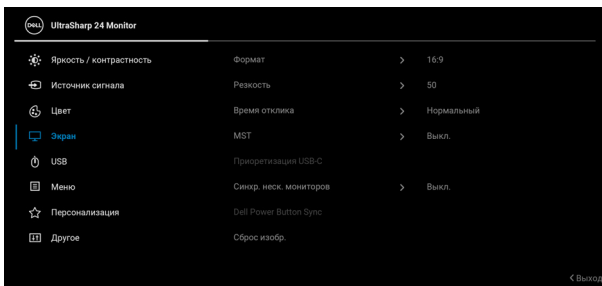 DELL UltraSharp 24 Monitor
Яркость / контрастность Формат > 16:9
Источник сигнала Резкость > 50
Цвет Время отклика > Нормальный
Экран MST > Выкл.
USB Приоретизация USB-C
Меню Синхр. неск. мониторов > Выкл.
Персонализация Dell Power Button Sync
Другое Сброс изобр.
< Выход